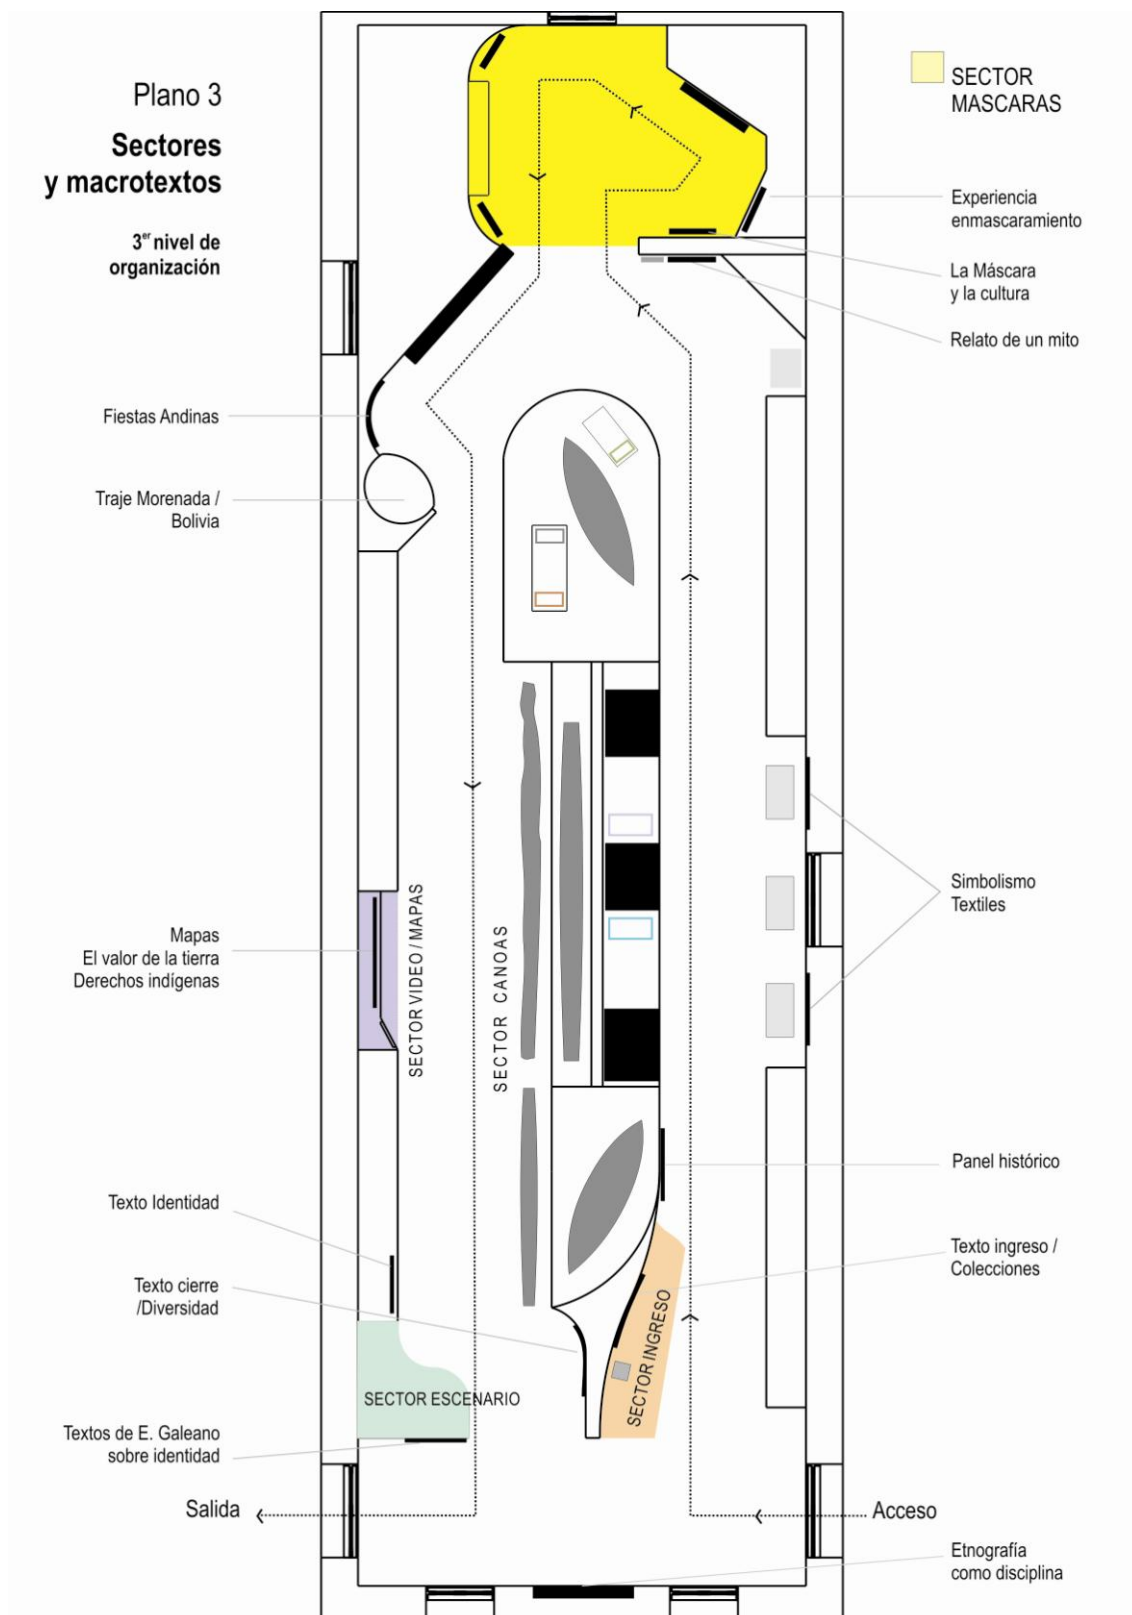 Plano 3
Sectores
y macrotextos
3er nivel de
organización
SECTOR
MASCARAS
Experiencia
enmascaramiento
La Máscara
y la cultura
Relato de un mito
Fiestas Andinas
Traje Morenada /
Bolivia
Simbolismo
Textiles
Mapas
El valor de la tierra
Derechos indígenas
SECTOR VIDEO / MAPAS
SECTOR CANOAS
Panel histórico
Texto Identidad
Texto ingreso /
Colecciones
Texto cierre
/Diversidad
SECTOR INGRESO
SECTOR ESCENARIO
Textos de E. Galeano
sobre identidad
Salida
Acceso
Etnografía
como disciplina